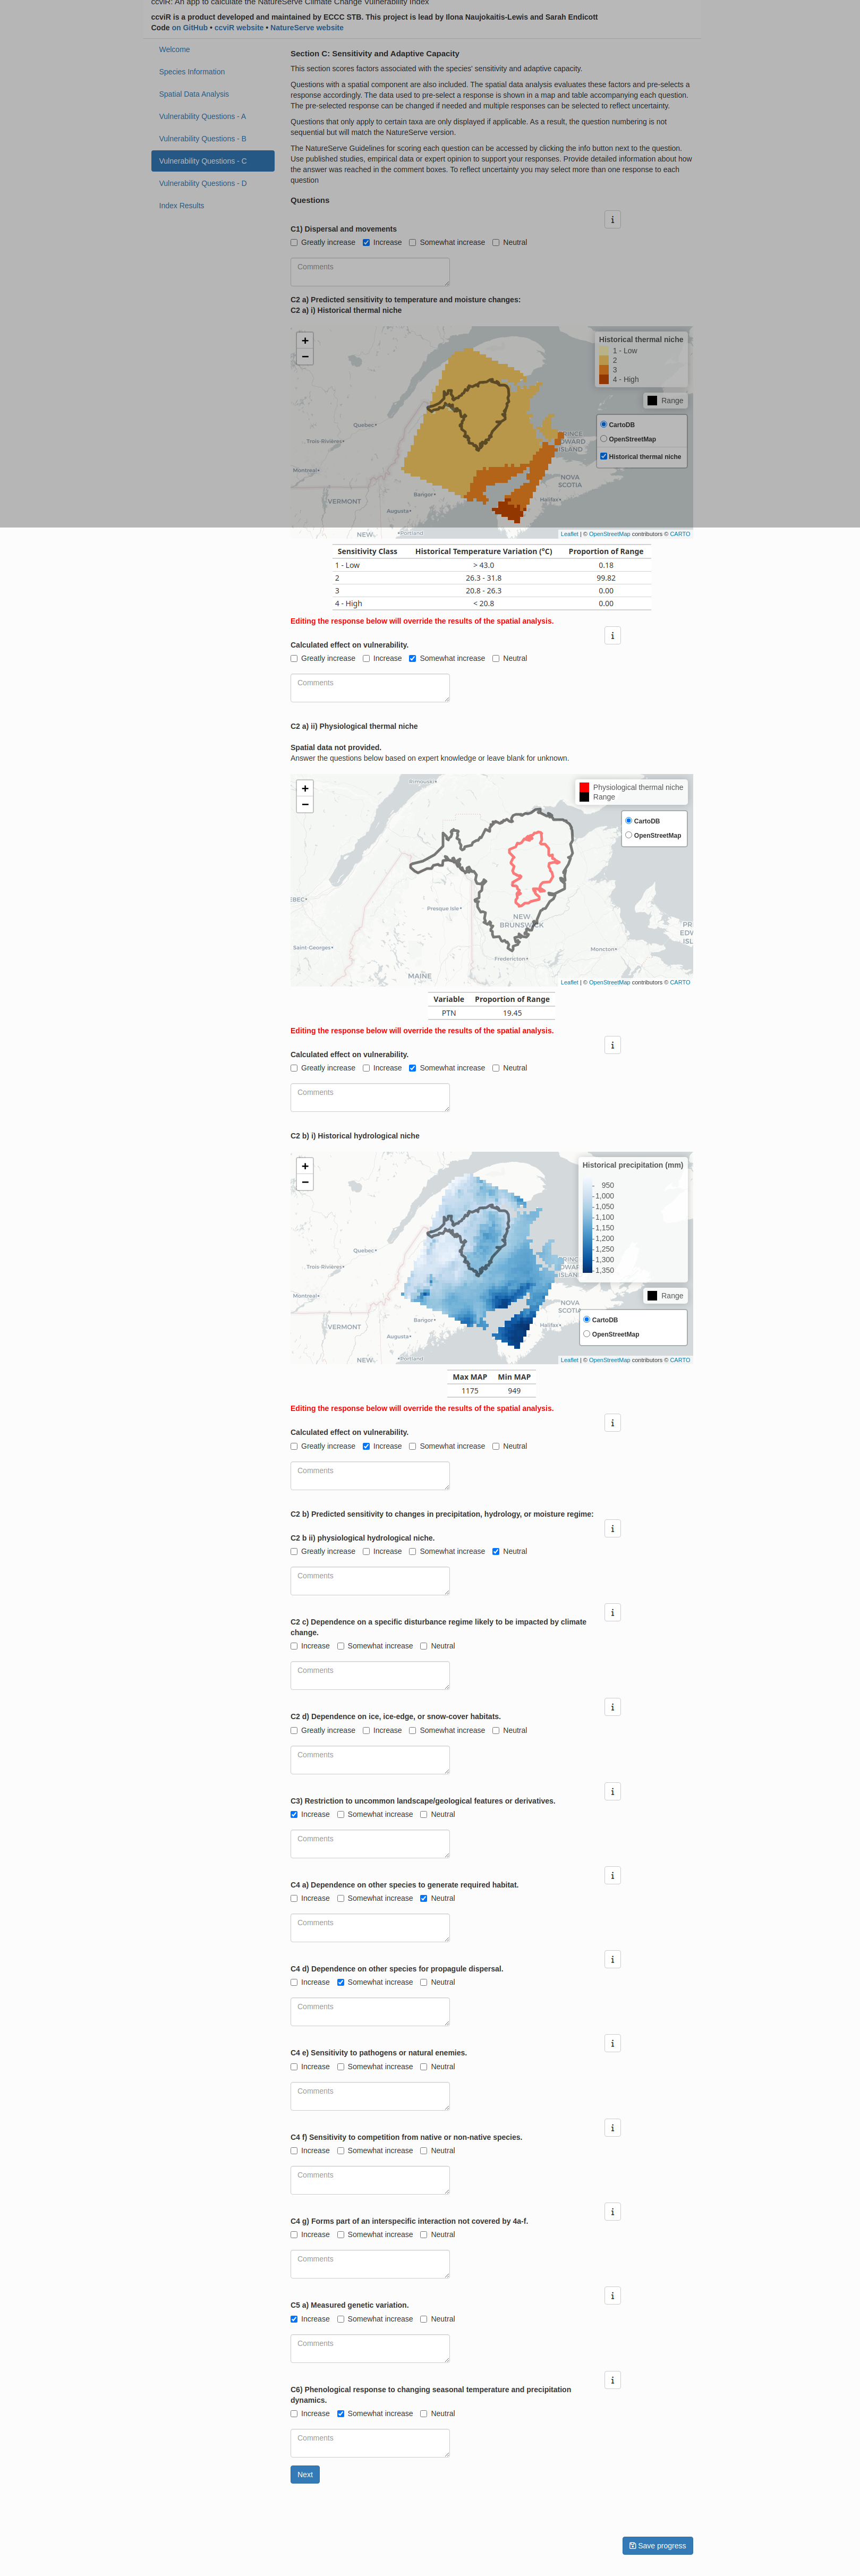 ccviR: An app to calculate the NatureServe Climate Change Vulnerability Index
ccviR is a product developed and maintained by ECCC STB. This project is lead by Ilona Naujokaitis-Lewis and Sarah Endicott
Code on GitHub • ccviR website • NatureServe website
Welcome
Species Information
Spatial Data Analysis
Vulnerability Questions - A
Vulnerability Questions - B
Vulnerability Questions - C
Vulnerability Questions - D
Index Results
Section C: Sensitivity and Adaptive Capacity
This section scores factors associated with the species' sensitivity and adaptive capacity.
Questions with a spatial component are also included. The spatial data analysis evaluates these factors and pre-selects a
response accordingly. The data used to pre-select a response is shown in a map and table accompanying each question.
The pre-selected response can be changed if needed and multiple responses can be selected to reflect uncertainty.
Questions that only apply to certain taxa are only displayed if applicable. As a result, the question numbering is not
sequential but will match the NatureServe version.
The NatureServe Guidelines for scoring each question can be accessed by clicking the info button next to the question.
Use published studies, empirical data or expert opinion to support your responses. Provide detailed information about how
the answer was reached in the comment boxes. To reflect uncertainty you may select more than one response to each
question
Questions
i
C1) Dispersal and movements
Greatly increase Increase Somewhat increase Neutral
Comments
C2 a) Predicted sensitivity to temperature and moisture changes:
C2 a) i) Historical thermal niche
+
−
Historical thermal niche
1 - Low
2
3
4 - High
Range
CartoDB
OpenStreetMap
Historical thermal niche
Quebec
Trois-Rivières
Montreal
VERMONT
Bangor
Augusta
Portland
NEW
PRINCE
EDWARD
ISLAND
NOVA
SCOTIA
Halifax
Leaflet | © OpenStreetMap contributors © CARTO
Sensitivity Class Historical Temperature Variation (°C) Proportion of Range
1 - Low > 43.0 0.18
2 26.3 - 31.8 99.82
3 20.8 - 26.3 0.00
4 - High < 20.8 0.00
Editing the response below will override the results of the spatial analysis.
i
Calculated effect on vulnerability.
Greatly increase Increase Somewhat increase Neutral
Comments
C2 a) ii) Physiological thermal niche
Spatial data not provided.
Answer the questions below based on expert knowledge or leave blank for unknown.
+
−
Rimouski
Physiological thermal niche
Range
CartoDB
OpenStreetMap
EBEC
Presque Isle
NEW
BRUNSWICK
PR
EDW
ISL
Saint-Georges
Fredericton
Moncton
MAINE
Leaflet | © OpenStreetMap contributors © CARTO
Variable Proportion of Range
PTN 19.45
Editing the response below will override the results of the spatial analysis.
i
Calculated effect on vulnerability.
Greatly increase Increase Somewhat increase Neutral
Comments
C2 b) i) Historical hydrological niche
+
−
Historical precipitation (mm)
950
1,000
1,050
1,100
1,150
1,200
1,250
1,300
1,350
Range
CartoDB
OpenStreetMap
Quebec
Trois-Rivières
Montreal
VERMONT
Bangor
Augusta
Portland
NEW
PRINC
EDWAR
ISLAN
NOVA
SCOTIA
Halifax
Leaflet | © OpenStreetMap contributors © CARTO
Max MAP Min MAP
1175 949
Editing the response below will override the results of the spatial analysis.
i
Calculated effect on vulnerability.
Greatly increase Increase Somewhat increase Neutral
Comments
C2 b) Predicted sensitivity to changes in precipitation, hydrology, or moisture regime:
i
C2 b ii) physiological hydrological niche.
Greatly increase Increase Somewhat increase Neutral
Comments
i
C2 c) Dependence on a specific disturbance regime likely to be impacted by climate
change.
Increase Somewhat increase Neutral
Comments
i
C2 d) Dependence on ice, ice-edge, or snow-cover habitats.
Greatly increase Increase Somewhat increase Neutral
Comments
i
C3) Restriction to uncommon landscape/geological features or derivatives.
Increase Somewhat increase Neutral
Comments
i
C4 a) Dependence on other species to generate required habitat.
Increase Somewhat increase Neutral
Comments
i
C4 d) Dependence on other species for propagule dispersal.
Increase Somewhat increase Neutral
Comments
i
C4 e) Sensitivity to pathogens or natural enemies.
Increase Somewhat increase Neutral
Comments
i
C4 f) Sensitivity to competition from native or non-native species.
Increase Somewhat increase Neutral
Comments
i
C4 g) Forms part of an interspecific interaction not covered by 4a-f.
Increase Somewhat increase Neutral
Comments
i
C5 a) Measured genetic variation.
Increase Somewhat increase Neutral
Comments
i
C6) Phenological response to changing seasonal temperature and precipitation
dynamics.
Increase Somewhat increase Neutral
Comments
Next
Save progress